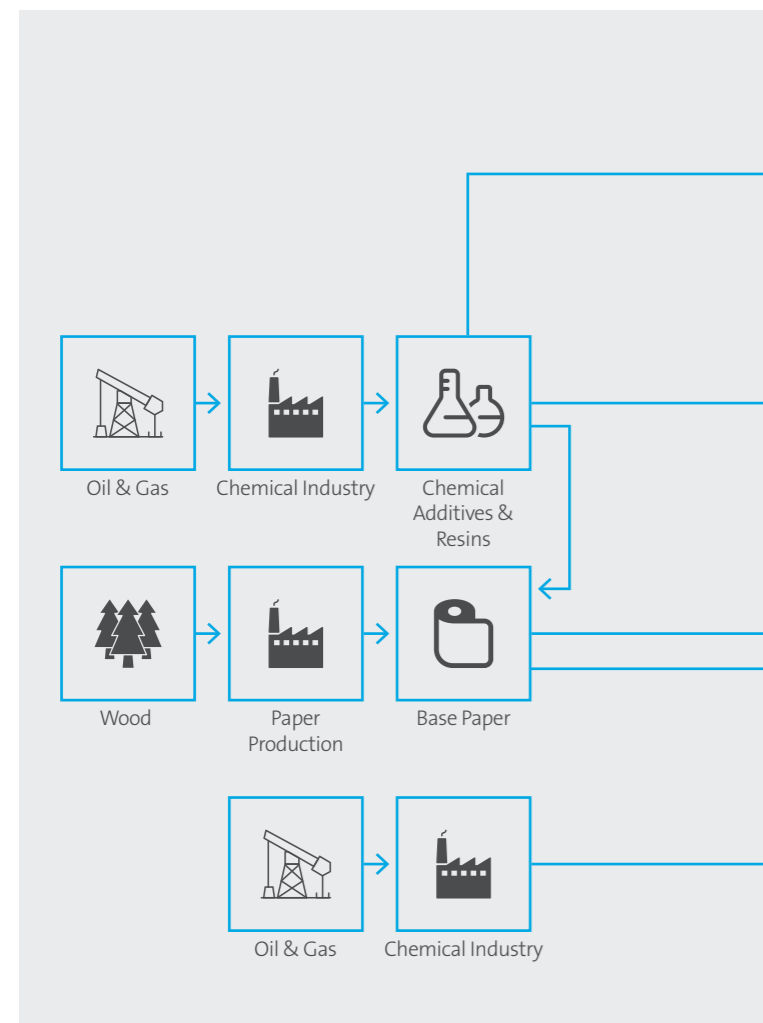 Oil & Gas
Chemical Industry
Chemical
Additives &
Resins
Wood
Paper
Production
Base Paper
Oil & Gas
Chemical Industry